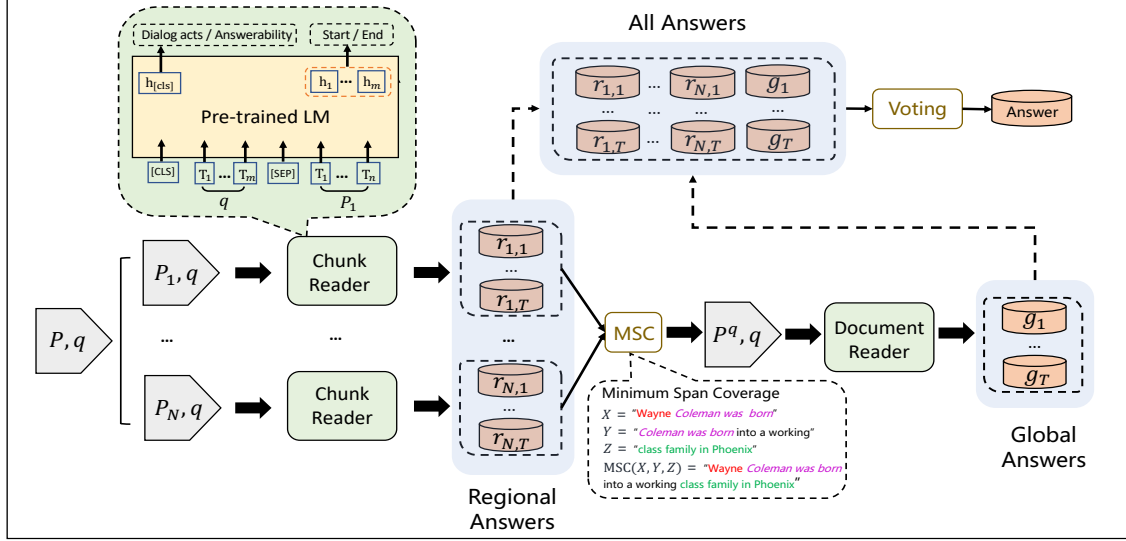 All Answers
Dialog acts / Answerability
Start / End
h[cls]
h1 ... hm
Pre-trained LM
[CLS]
T1 ... Tm
[SEP]
T1 ... Tn
q
P1
r1,1 ... rN,1 g1
... ... ...
r1,T ... rN,T gT
Voting
Answer
P, q
P1, q
Chunk
Reader
r1,1
...
r1,T
...
...
...
PN, q
Chunk
Reader
rN,1
...
rN,T
Regional
Answers
MSC
P^q, q
Document
Reader
g1
...
gT
Global
Answers
Minimum Span Coverage
X = "Wayne Coleman was born"
Y = "Coleman was born into a working"
Z = "class family in Phoenix"
MSC(X, Y, Z) = "Wayne Coleman was born
into a working class family in Phoenix"